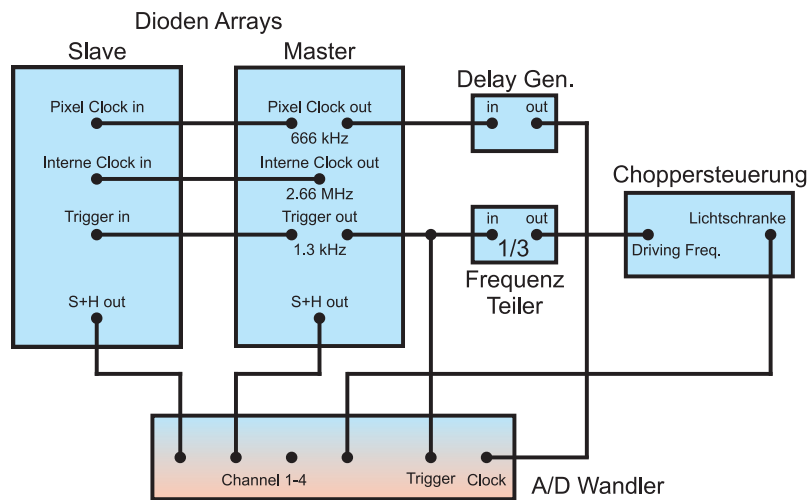 Dioden Arrays
Slave
Master
Delay Gen.
Pixel Clock in
Pixel Clock out
in
out
666 kHz
Interne Clock in
Interne Clock out
2.66 MHz
Choppersteuerung
Trigger in
Trigger out
1.3 kHz
in
out
1/3
Lichtschranke
Driving Freq.
Frequenz
Teiler
S+H out
S+H out
Channel 1-4
Trigger
Clock
A/D Wandler